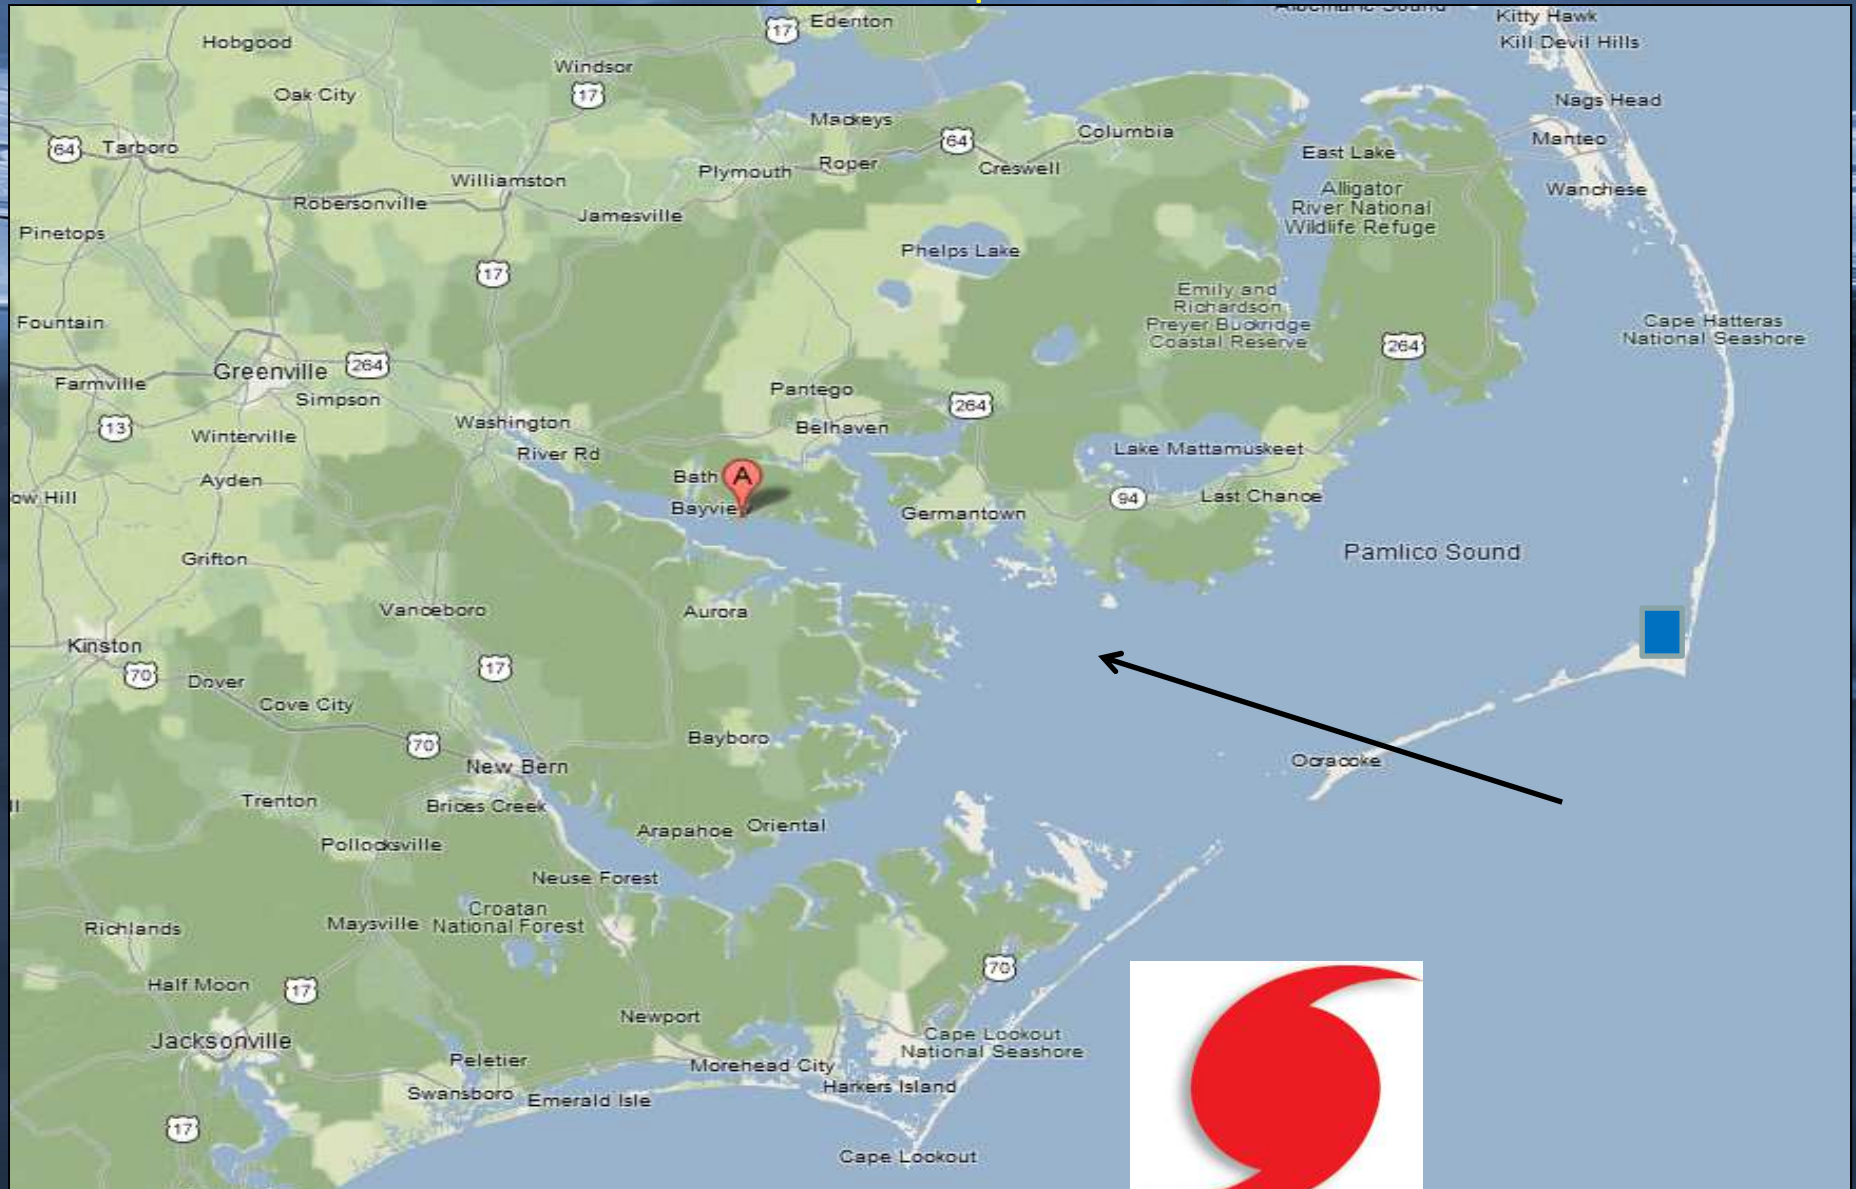 Edenton
17
Kitty Hawk
Kill Devil Hills
Hobgood
Windsor
17
Oak City
Nags Head
Mackeys
Columbia
64
Manteo
64
Tarboro
East Lake
Plymouth
Roper
Creswell
Williamston
Alligator
River National
Wildlife Refuge
Wanchese
Robersonville
Jamesville
Pinetops
Phelps Lake
17
Emily and
Richardson
Preyer Buckridge
Coastal Reserve
Fountain
Cape Hatteras
National Seashore
264
264
Greenville
Farmville
Simpson
Pantego
264
13
Winterville
Washington
Belhaven
River Rd
Lake Mattamuskeet
Ayden
Bath
A
ow Hill
94
Last Chance
Bayview
Germantown
Pamlico Sound
Grifton
Vanceboro
Aurora
Kinston
70
17
Dover
Cove City
Bayboro
70
New Bern
Ocracoke
Trenton
Brices Creek
Arapahoe
Oriental
Pollocksville
Neuse Forest
Croatan
National Forest
Richlands
Maysville
70
Half Moon
17
Newport
Jacksonville
Cape Lookout
National Seashore
Peletier
Morehead City
Swansboro
Emerald Isle
Harkers Island
17
Cape Lookout